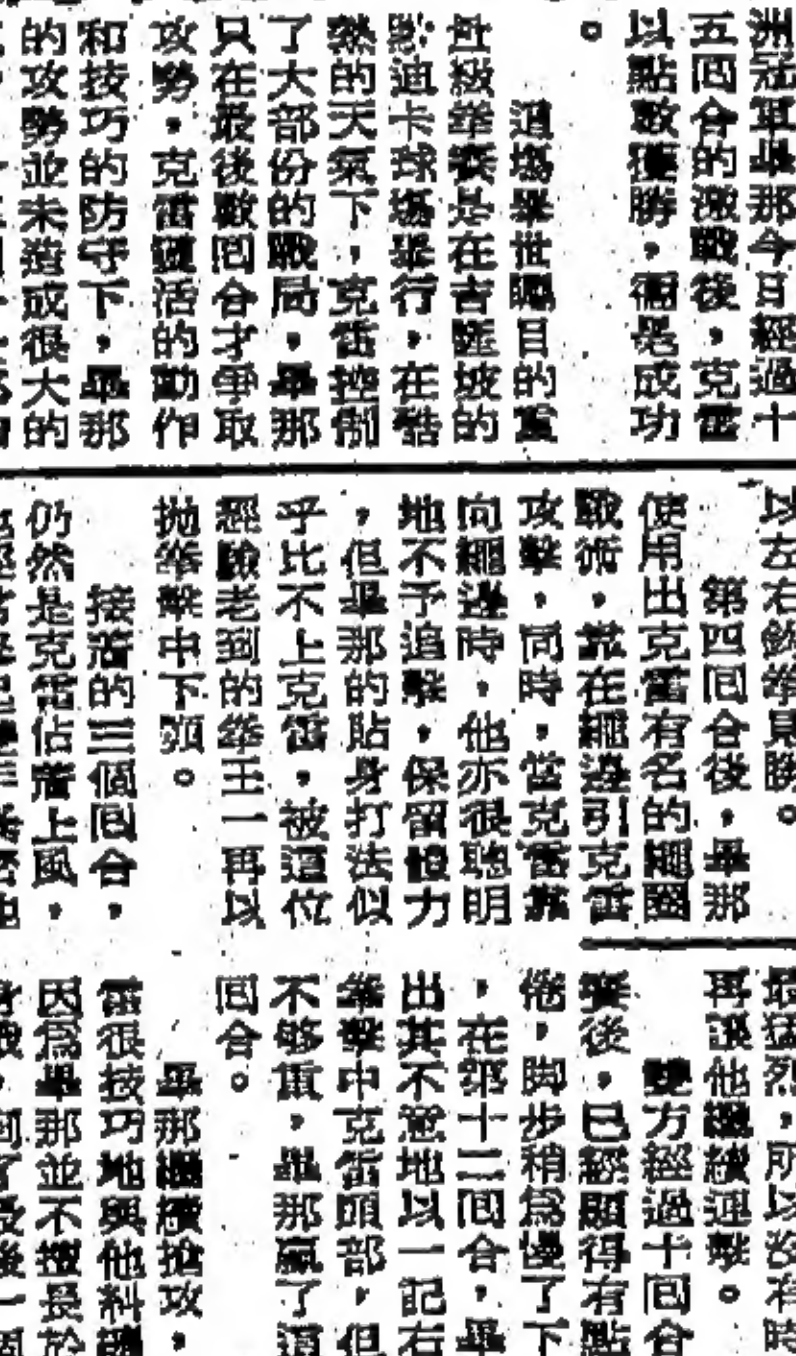 洲冠軍畢那今日經過十
五回合的激戰後，克雷
以點數獲勝，衞冕成功
。
這場舉世矚目的重
量級拳賽是在吉隆坡的
默迪卡球場舉行，在酷
熱的天氣下，克雷控制
了大部份的戰局，畢那
只在最後數回合才爭取
攻勢，克雷靈活的動作
和技巧的防守下，畢那
的攻勢並未造成很大的
以左右鈎拳見勝。
第四回合後，畢那
使用出克雷有名的繩圈
戰術，靠在繩邊引克雷
攻擊，同時，當克雷靠
向繩邊時，他亦很聰明
地不予追擊，保留體力
，但畢那的貼身打法似
乎比不上克雷，被這位
經驗老到的拳王一再以
拋拳擊中下頷。
接着的三個回合，
仍然是克雷佔着上風，
最猛烈，所以沒有時
再讓他繼續連擊。
雙方經過十回合
賽後，已經顯得有點
倦，脚步稍爲慢了下
，在第十二回合，畢
出其不意地以一記右
拳擊中克雷頭部，但
不够重，畢那贏了這
回合。
畢那繼續搶攻，
雷很技巧地與他糾纏
因爲畢那並不擅長於